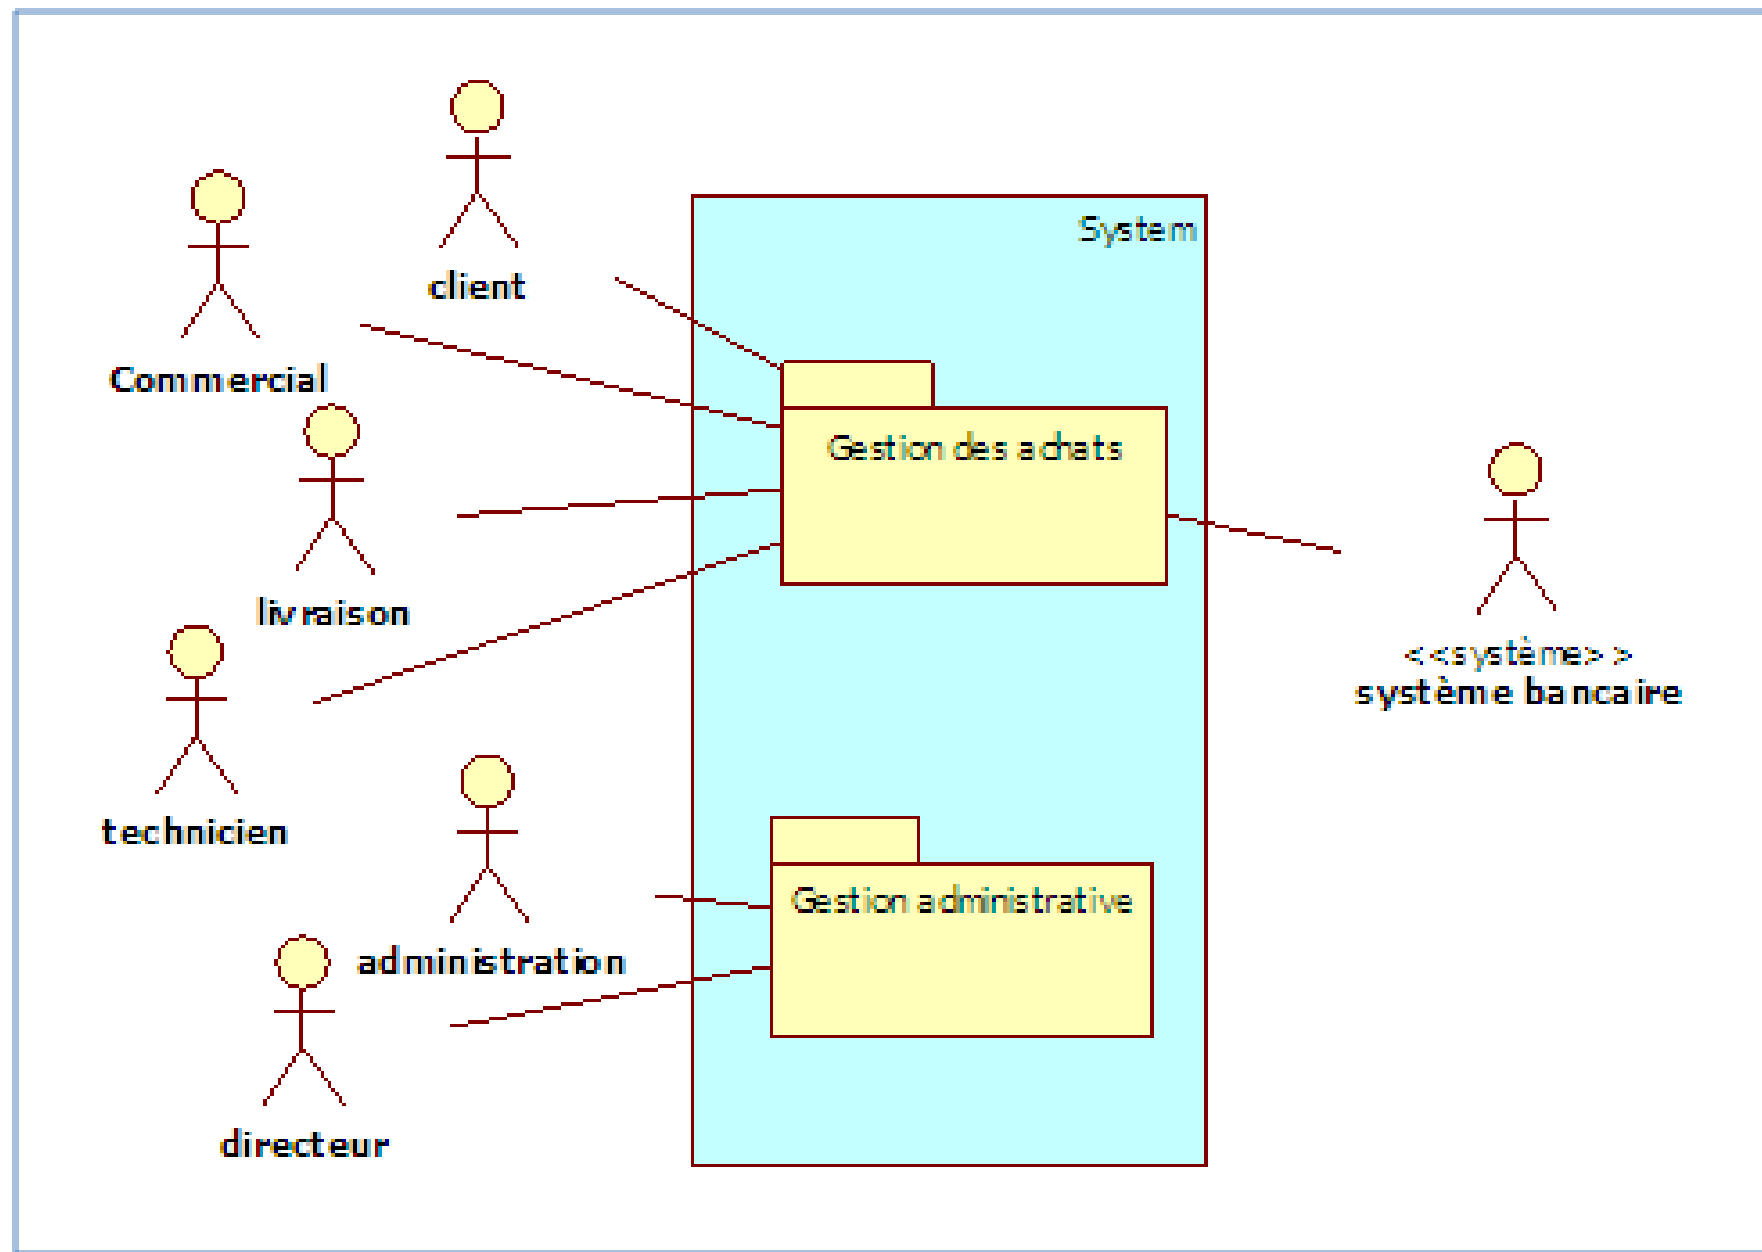 System
client
Commercial
Gestion des achats
livraison
<<système>>
système bancaire
technicien
Gestion administrative
administration
directeur